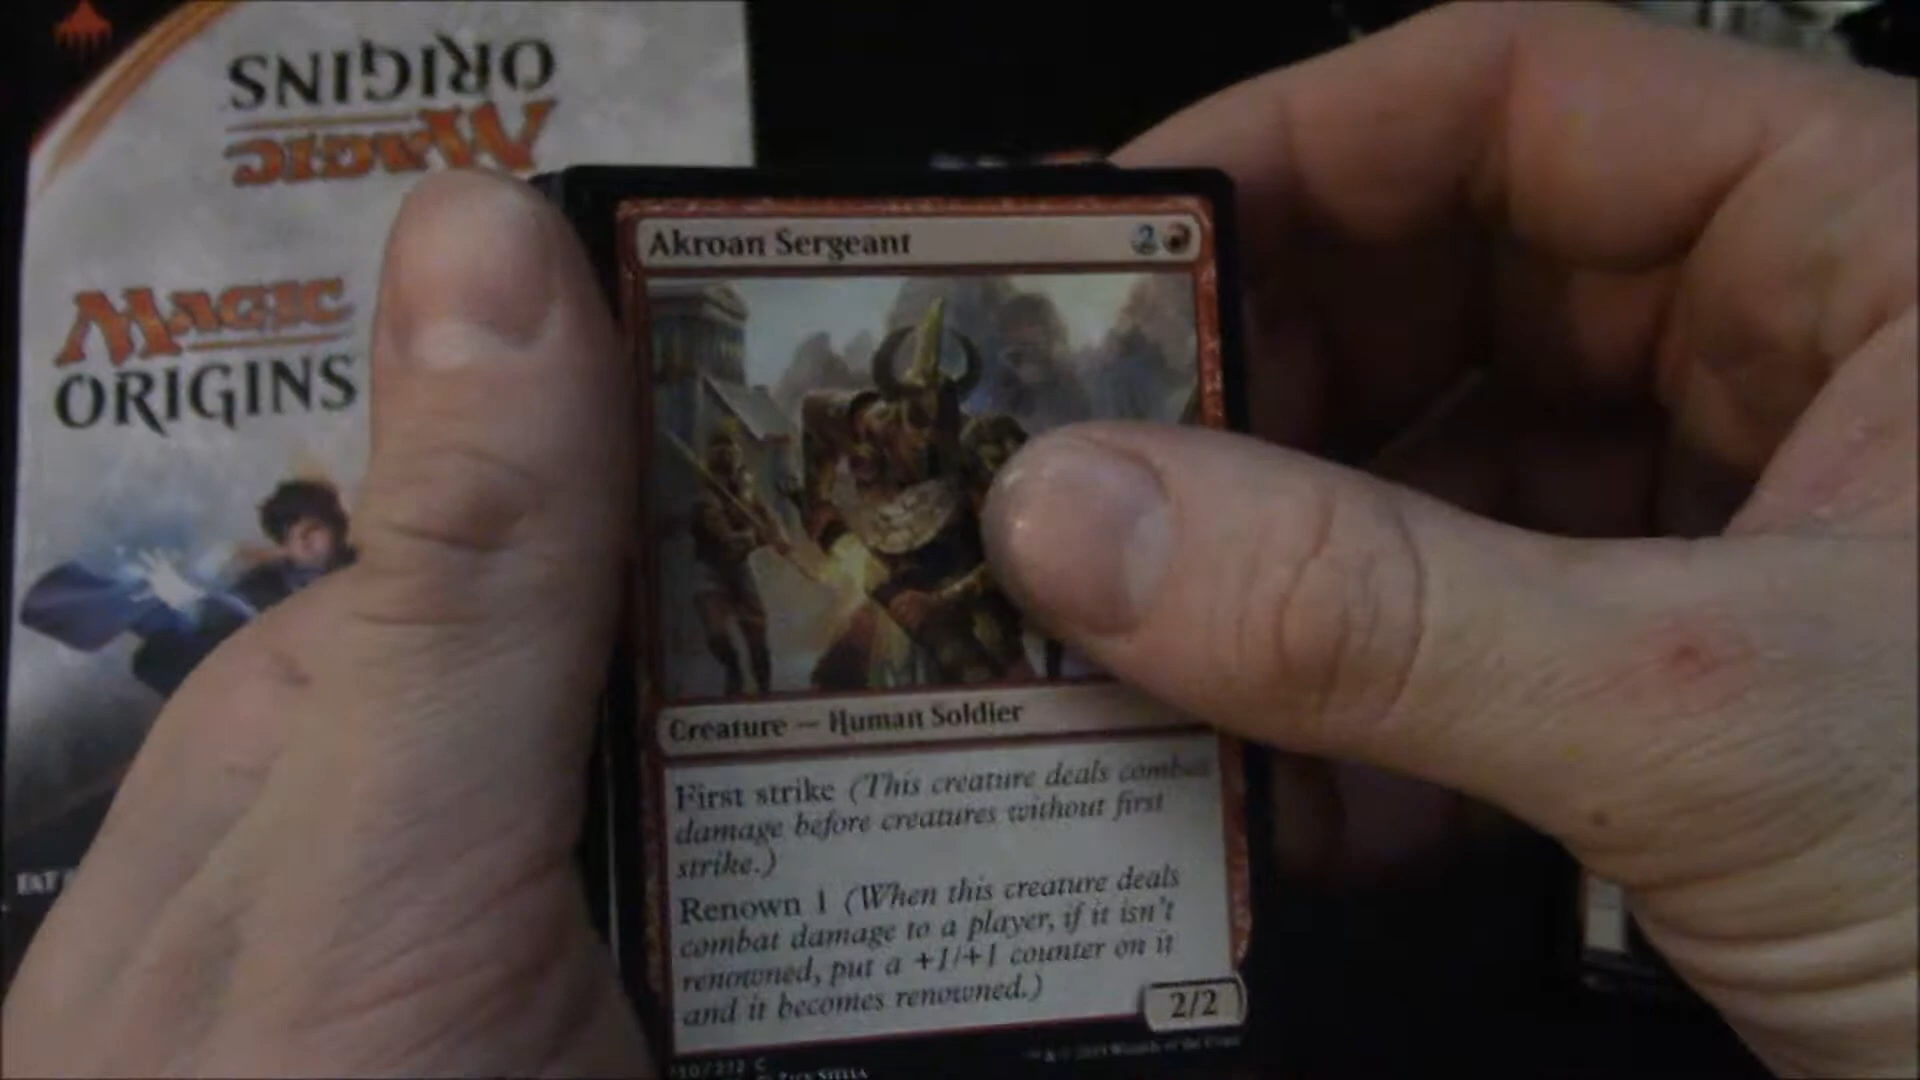 ORIGINS
MAGIC
MAGIC
ORIGINS
Akroan Sergeant
2
Creature — Human Soldier
First strike (This creature deals combat
damage before creatures without first
strike.)
Renown 1 (When this creature deals
combat damage to a player, if it isn't
renowned, put a +1/+1 counter on it
and it becomes renowned.)
2/2